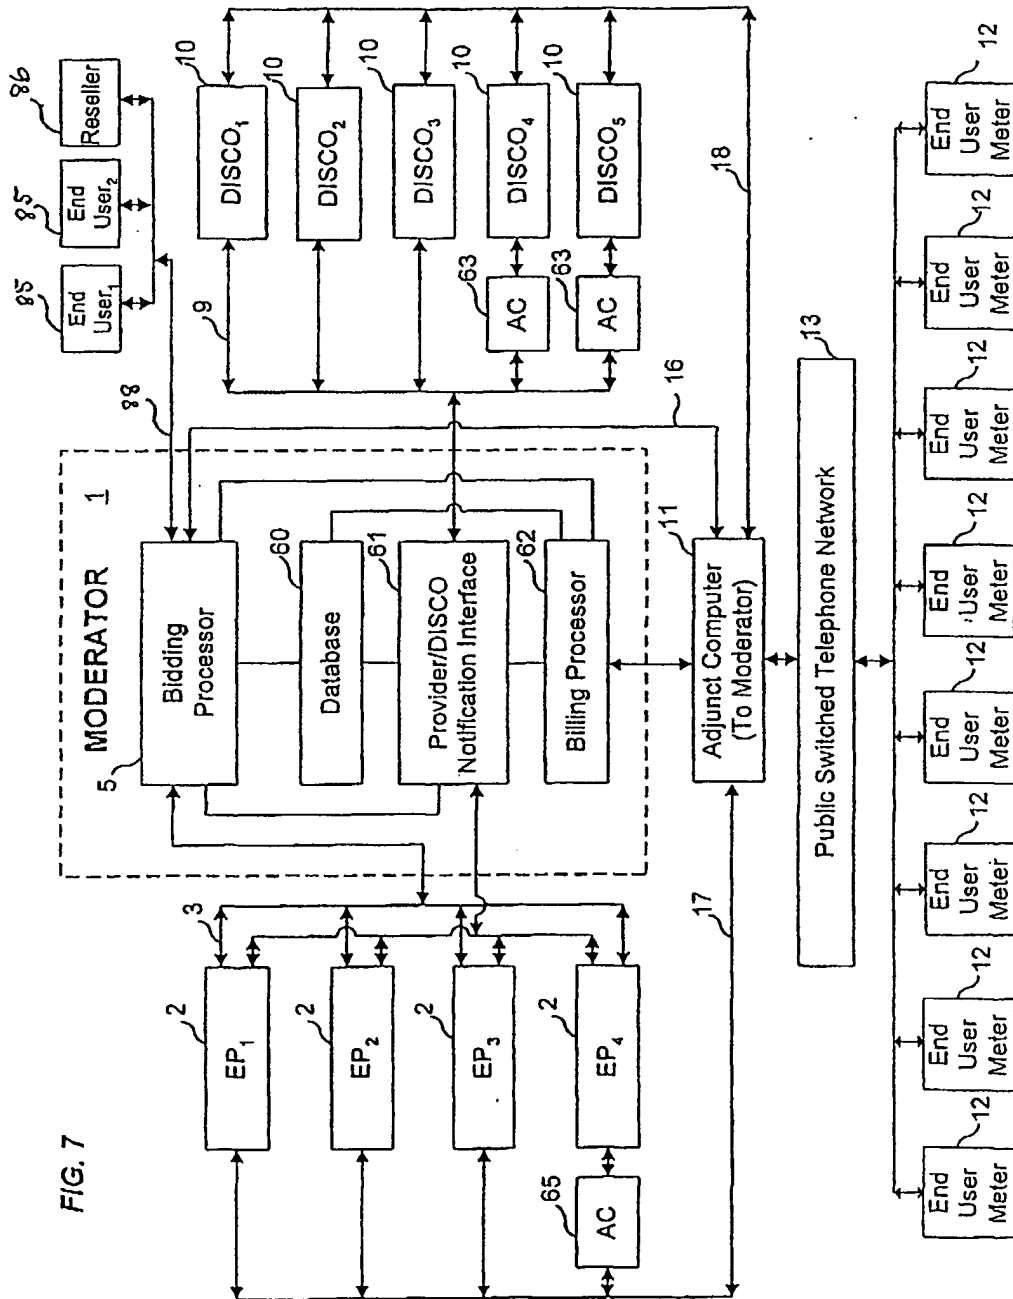 FIG. 7
MODERATOR
1
5
Bidding
Processor
60
Database
61
Provider/DISCO
Notification Interface
62
Billing Processor
2
EP1
3
2
EP2
2
EP3
2
EP4
65
AC
17
85
End
User1
85
End
User2
86
Reseller
88
9
10
DISCO1
10
DISCO2
10
DISCO3
10
DISCO4
63
AC
10
DISCO5
63
AC
16
18
11
Adjunct Computer
(To Moderator)
13
Public Switched Telephone Network
12
End
User
Meter
12
End
User
Meter
12
End
User
Meter
12
End
User
Meter
12
End
User
Meter
12
End
User
Meter
12
End
User
Meter
12
End
User
Meter